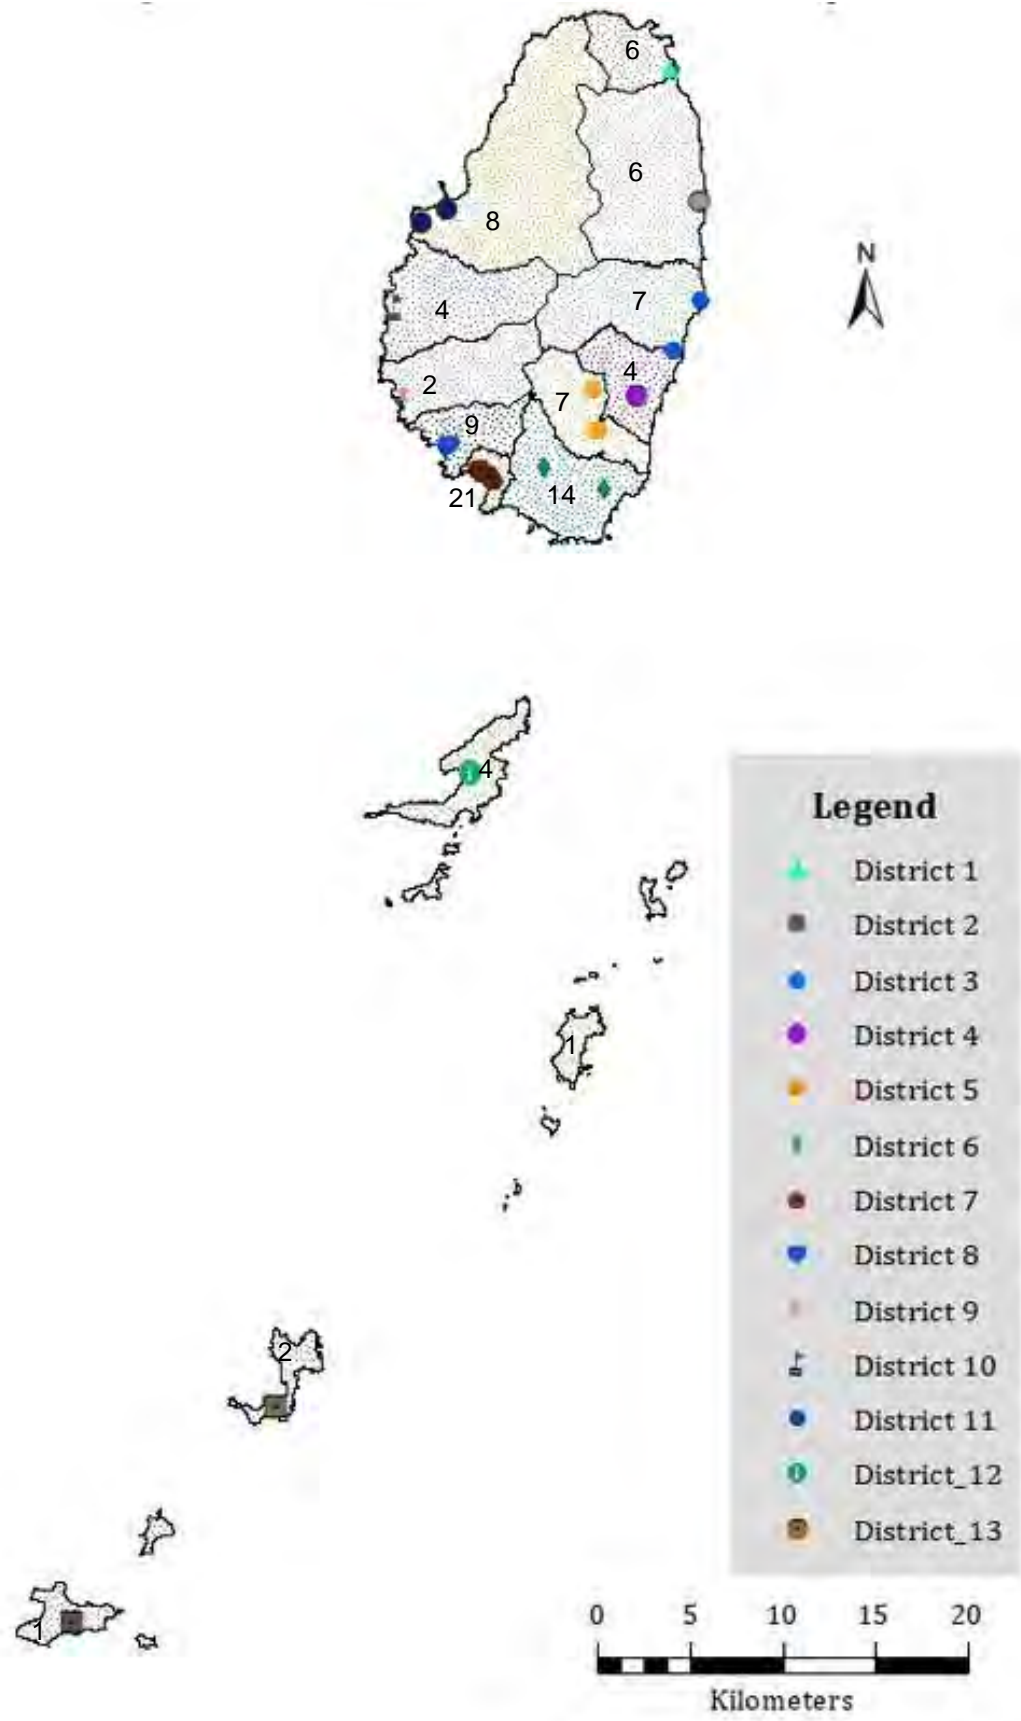 6
6
8
N
7
4
4
2
7
9
14
21
4
1
2
1
Legend
District 1
District 2
District 3
District 4
District 5
District 6
District 7
District 8
District 9
District 10
District 11
District_12
District_13
0 5 10 15 20
Kilometers